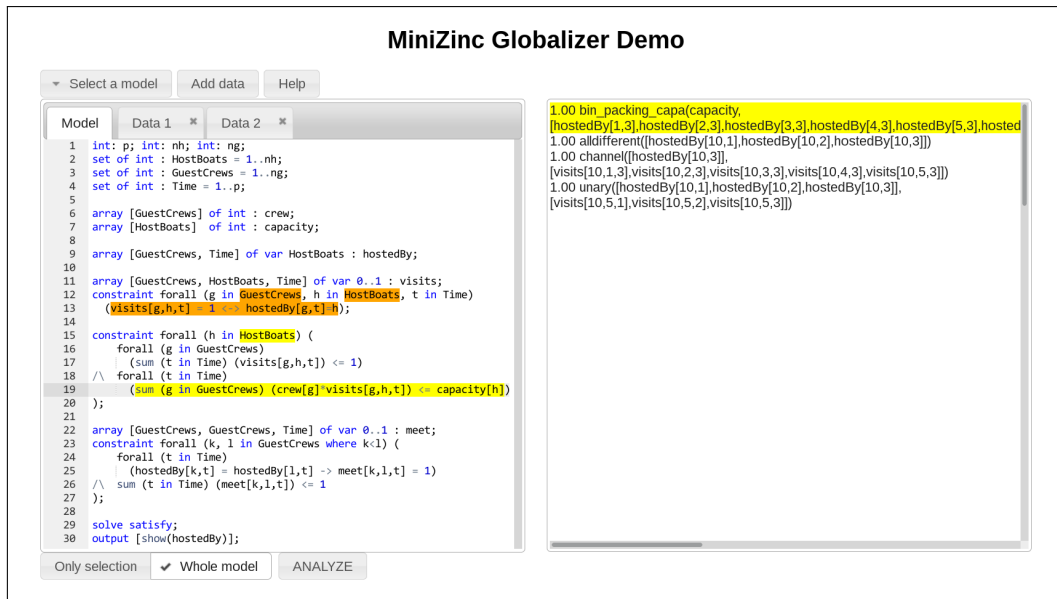 MiniZinc Globalizer Demo
Select a model Add data Help
Model Data 1 ✖ Data 2 ✖
1 int: p; int: nh; int: ng;
2 set of int : HostBoats = 1..nh;
3 set of int : GuestCrews = 1..ng;
4 set of int : Time = 1..p;
5
6 array [GuestCrews] of int : crew;
7 array [HostBoats]  of int : capacity;
8
9 array [GuestCrews, Time] of var HostBoats : hostedBy;
10
11 array [GuestCrews, HostBoats, Time] of var 0..1 : visits;
12 constraint forall (g in GuestCrews, h in HostBoats, t in Time)
13   (visits[g,h,t] = 1 <-> hostedBy[g,t]=h);
14
15 constraint forall (h in HostBoats) (
16     forall (g in GuestCrews)
17       (sum (t in Time) (visits[g,h,t]) <= 1)
18 /\  forall (t in Time)
19       (sum (g in GuestCrews) (crew[g]*visits[g,h,t]) <= capacity[h])
20 );
21
22 array [GuestCrews, GuestCrews, Time] of var 0..1 : meet;
23 constraint forall (k, l in GuestCrews where k<l) (
24     forall (t in Time)
25       (hostedBy[k,t] = hostedBy[l,t] -> meet[k,l,t] = 1)
26 /\  sum (t in Time) (meet[k,l,t]) <= 1
27 );
28
29 solve satisfy;
30 output [show(hostedBy)];
1.00 bin_packing_capa(capacity,
[hostedBy[1,3],hostedBy[2,3],hostedBy[3,3],hostedBy[4,3],hostedBy[5,3],hosted
1.00 alldifferent([hostedBy[10,1],hostedBy[10,2],hostedBy[10,3]])
1.00 channel([hostedBy[10,3]],
[visits[10,1,3],visits[10,2,3],visits[10,3,3],visits[10,4,3],visits[10,5,3]])
1.00 unary([hostedBy[10,1],hostedBy[10,2],hostedBy[10,3]],
[visits[10,5,1],visits[10,5,2],visits[10,5,3]])
Only selection ✔ Whole model ANALYZE